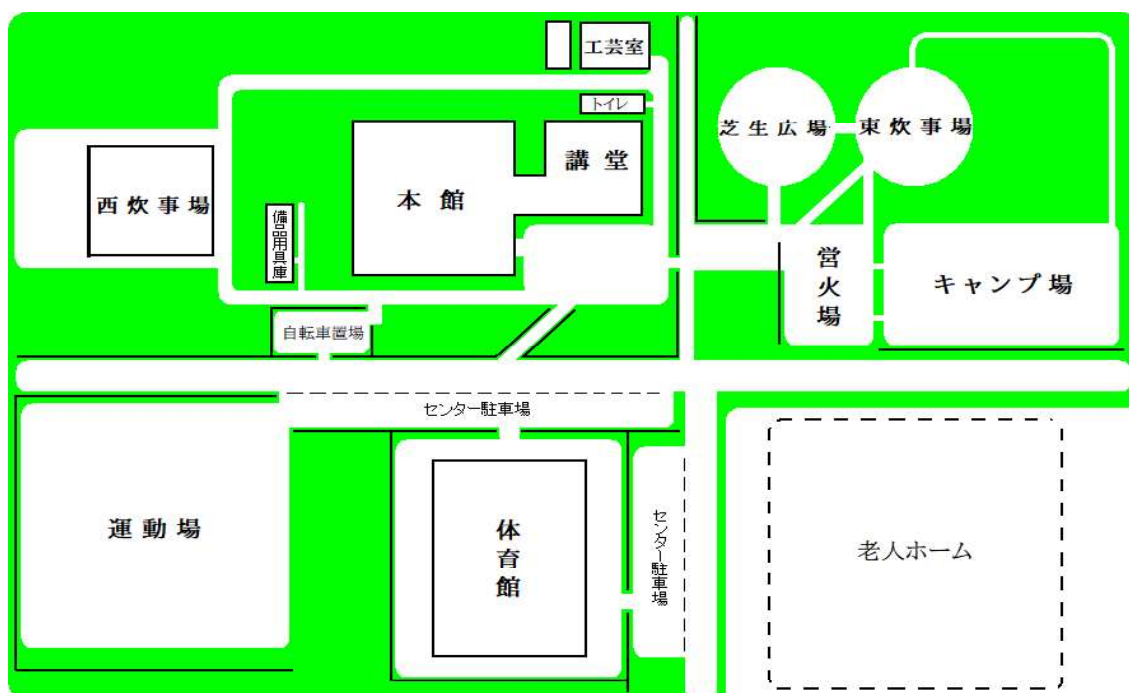 工芸室
トイレ
芝生広場
東炊事場
講堂
本館
西炊事場
備品用具庫
営火場
キャンプ場
自転車置場
センター駐車場
運動場
体育館
センター駐車場
老人ホーム